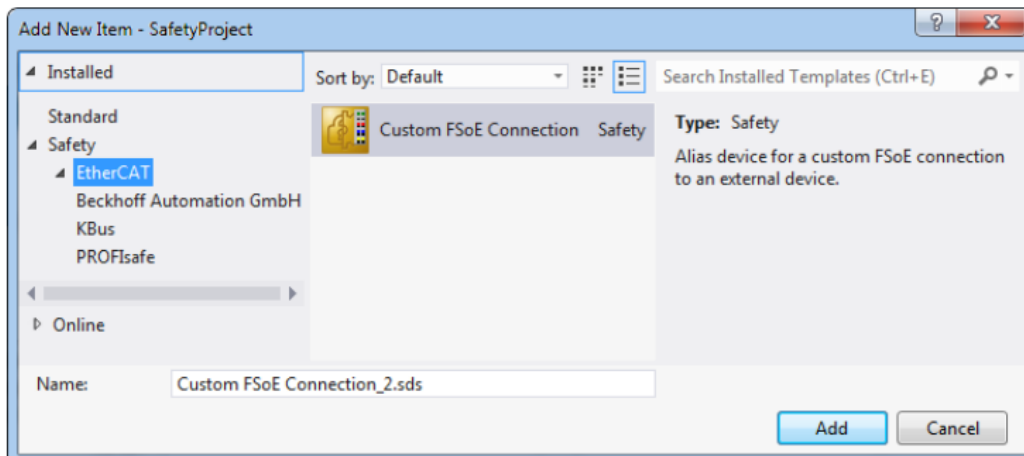 Add New Item - SafetyProject
Installed
Sort by: Default
Search Installed Templates (Ctrl+E)
Standard
Safety
EtherCAT
Beckhoff Automation GmbH
KBus
PROFIsafe
Online
Custom FSoE Connection Safety
Type: Safety
Alias device for a custom FSoE connection
to an external device.
Name: Custom FSoE Connection_2.sds
Add Cancel